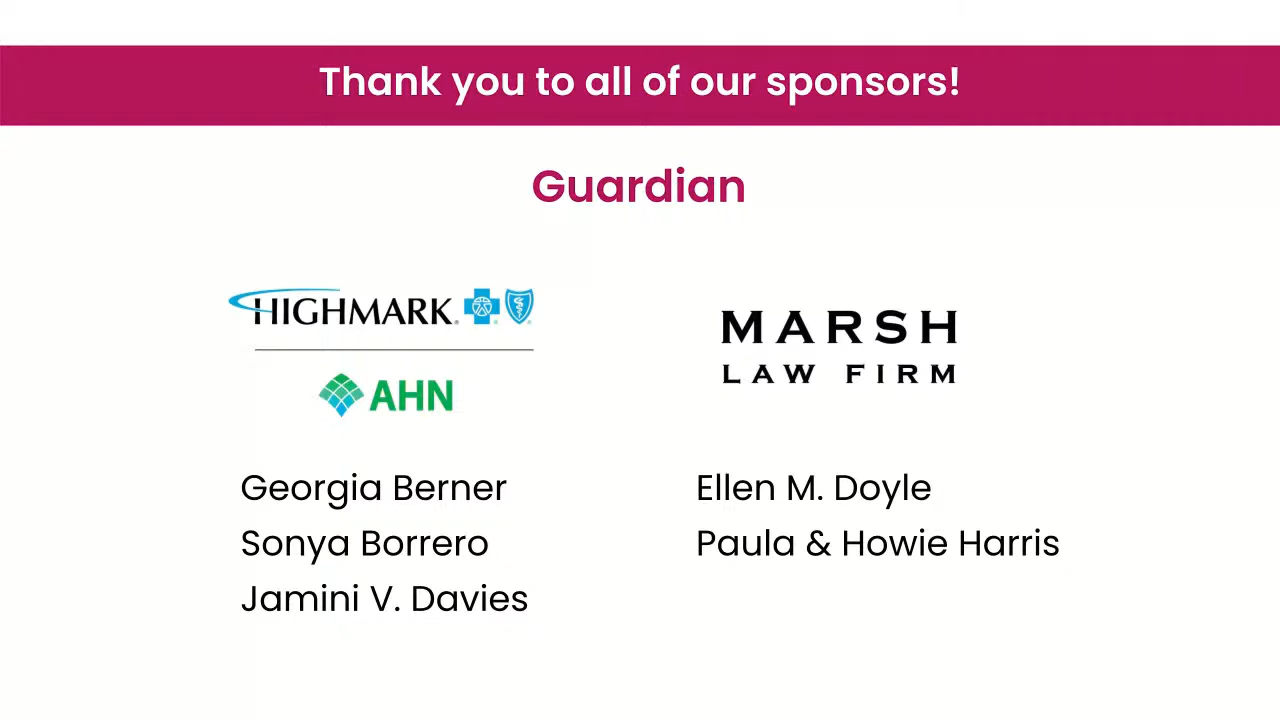 Thank you to all of our sponsors!
Guardian
HIGHMARK
AHN
MARSH
LAW FIRM
Georgia Berner
Sonya Borrero
Jamini V. Davies
Ellen M. Doyle
Paula & Howie Harris